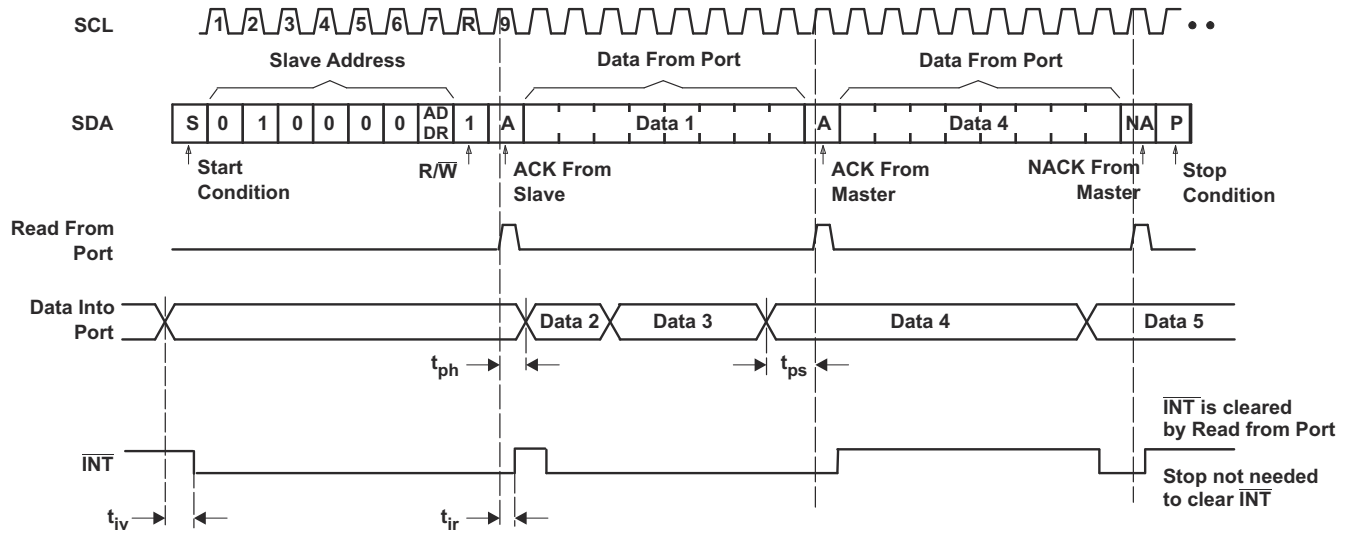 SCL
1 2 3 4 5 6 7 R 9
Slave Address
Data From Port
Data From Port
SDA
S 0 1 0 0 0 0 AD DR 1 A Data 1 A Data 4 NA P
Start
Condition
R/W
ACK From
Slave
ACK From
Master
NACK From
Master
Stop
Condition
Read From
Port
Data Into
Port
Data 2
Data 3
Data 4
Data 5
tph
tps
INT is cleared
by Read from Port
INT
Stop not needed
to clear INT
tiv
tir